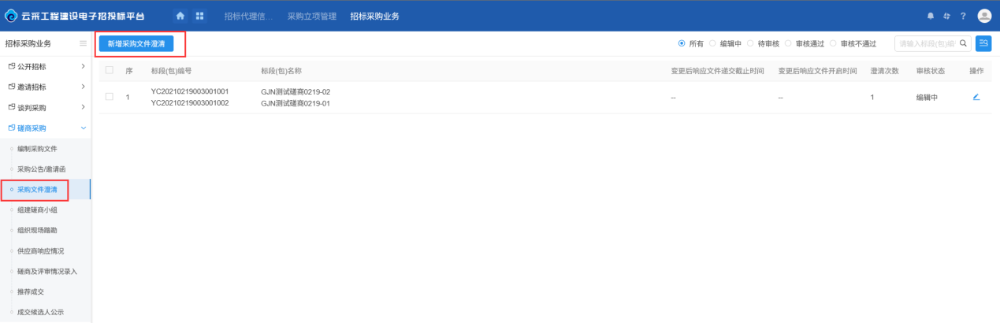 云采工程建设电子招投标平台
招标代理信...
采购立项管理
招标采购业务
?
招标采购业务
新增采购文件澄清
所有
编辑中
待审核
审核通过
审核不通过
请输入标段(包)编
公开招标
邀请招标
谈判采购
磋商采购
编制采购文件
采购公告/邀请函
采购文件澄清
组建磋商小组
组织现场踏勘
供应商响应情况
磋商及评审情况录入
推荐成交
成交候选人公示
序 标段(包)编号 标段(包)名称 变更后响应文件递交截止时间 变更后响应文件开启时间 澄清次数 审核状态 操作
1 YC20210219003001001 GJN测试磋商0219-02 -- -- 1 编辑中
YC20210219003001002 GJN测试磋商0219-01